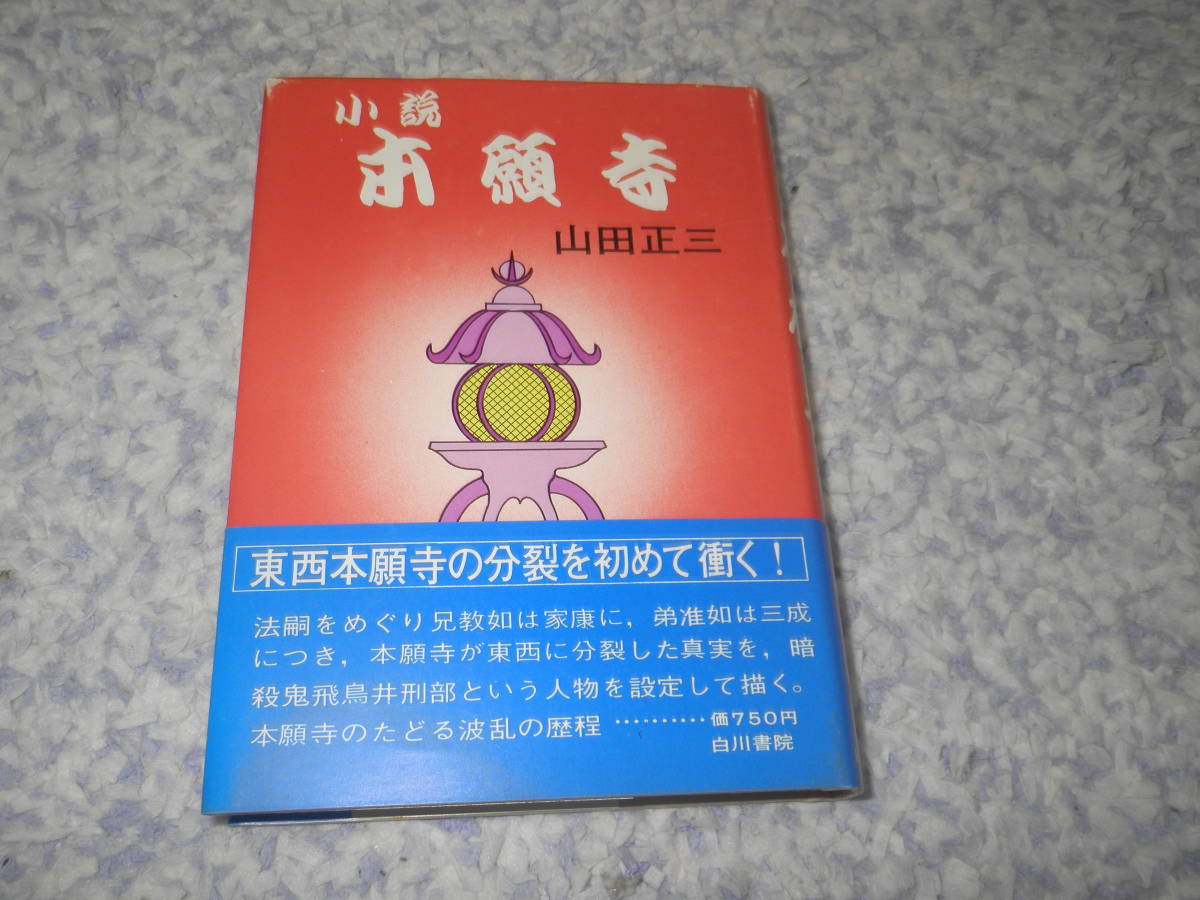 小説
本願寺
山田正三
東西本願寺の分裂を初めて衝く!
法嗣をめぐり兄教如は家康に,弟准如は三成
につき,本願寺が東西に分裂した真実を,暗
殺鬼飛鳥井刑部という人物を設定して描く。
本願寺のたどる波乱の歴程 ‥‥‥‥‥価750円
白川書院